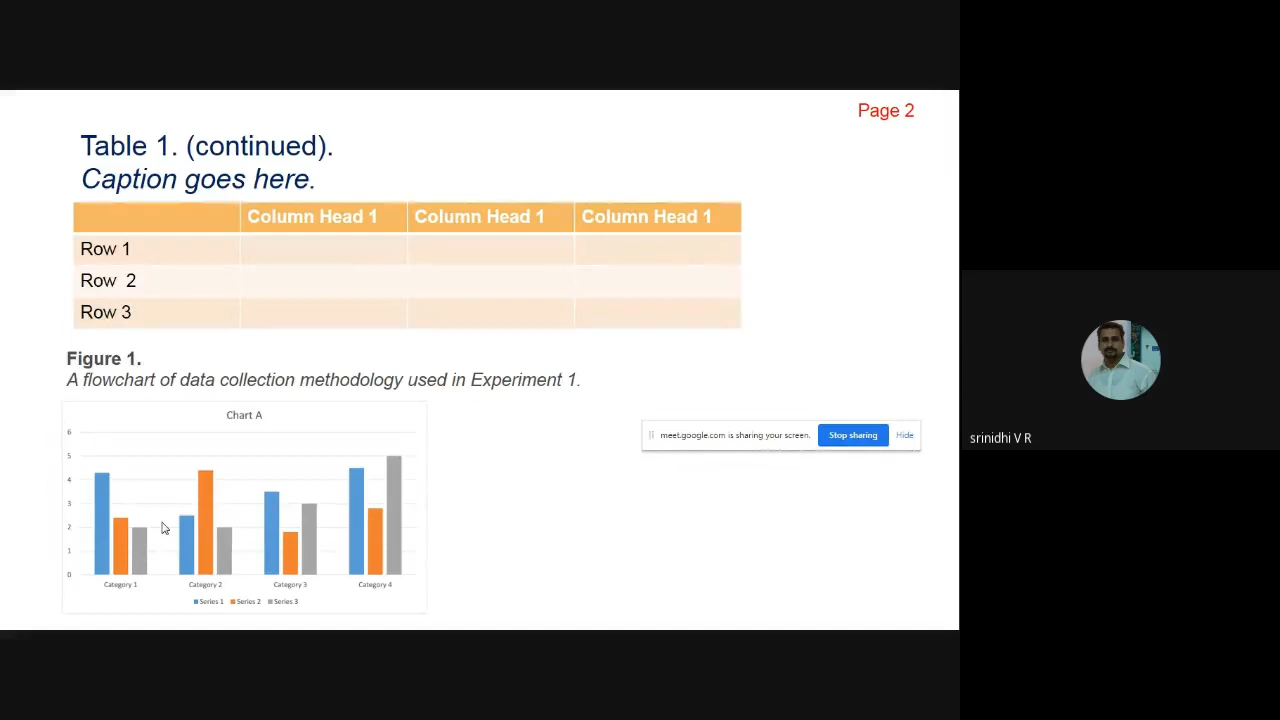 Page 2
Table 1. (continued).
Caption goes here.
Column Head 1 Column Head 1 Column Head 1
Row 1
Row  2
Row 3
Figure 1.
A flowchart of data collection methodology used in Experiment 1.
Chart A
6
5
4
3
2
1
0
Category 1 Category 2 Category 3 Category 4
Series 1 Series 2 Series 3
meet.google.com is sharing your screen. Stop sharing Hide
srinidhi V R